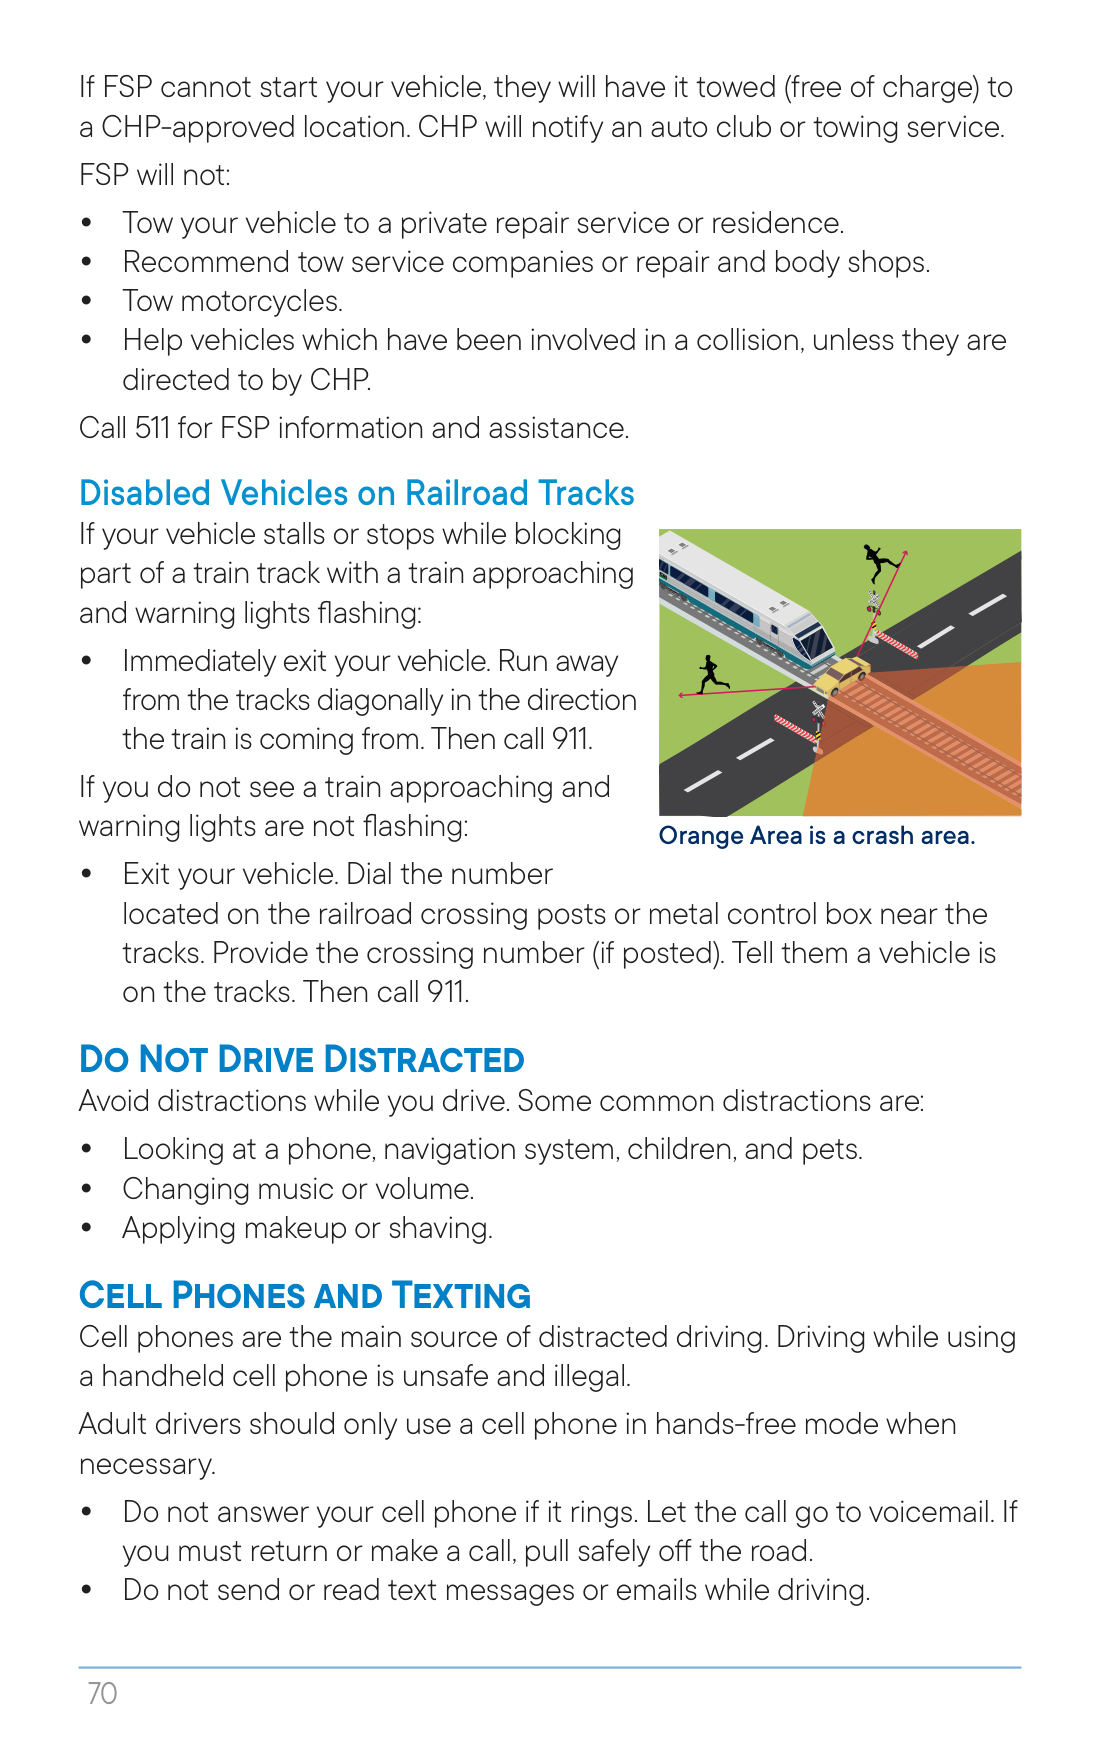 If FSP cannot start your vehicle, they will have it towed (free of charge) to
a CHP-approved location. CHP will notify an auto club or towing service.
FSP will not:
• Tow your vehicle to a private repair service or residence.
• Recommend tow service companies or repair and body shops.
• Tow motorcycles.
• Help vehicles which have been involved in a collision, unless they are
directed to by CHP.
Call 511 for FSP information and assistance.
Disabled Vehicles on Railroad Tracks
If your vehicle stalls or stops while blocking
part of a train track with a train approaching
and warning lights flashing:
• Immediately exit your vehicle. Run away
from the tracks diagonally in the direction
the train is coming from. Then call 911.
If you do not see a train approaching and
warning lights are not flashing:
Orange Area is a crash area.
• Exit your vehicle. Dial the number
located on the railroad crossing posts or metal control box near the
tracks. Provide the crossing number (if posted). Tell them a vehicle is
on the tracks. Then call 911.
DO NOT DRIVE DISTRACTED
Avoid distractions while you drive. Some common distractions are:
• Looking at a phone, navigation system, children, and pets.
• Changing music or volume.
• Applying makeup or shaving.
CELL PHONES AND TEXTING
Cell phones are the main source of distracted driving. Driving while using
a handheld cell phone is unsafe and illegal.
Adult drivers should only use a cell phone in hands-free mode when
necessary.
• Do not answer your cell phone if it rings. Let the call go to voicemail. If
you must return or make a call, pull safely off the road.
• Do not send or read text messages or emails while driving.
70